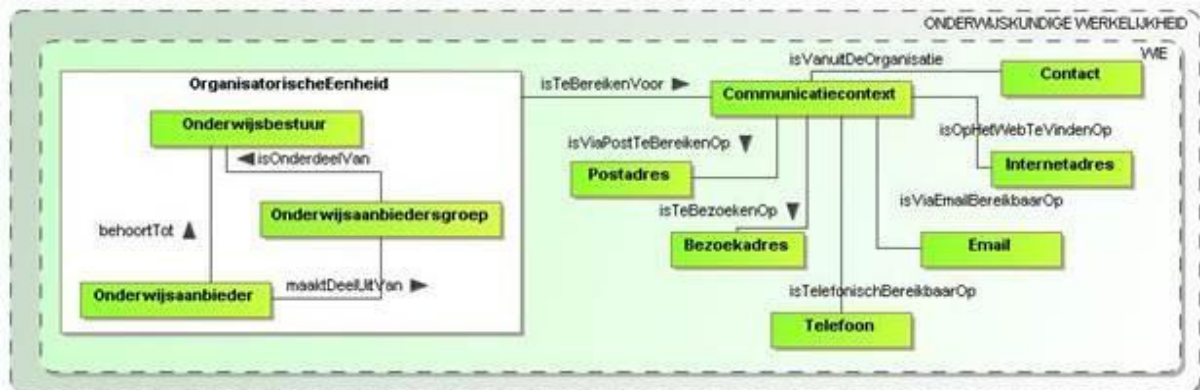 ONDERWIJSKUNDIGE WERKELIJKHEID
WIE
OrganisatorischeEenheid
Onderwijsbestuur
isOnderdeelVan
Onderwijsaanbiedersgroep
behoortTot
Onderwijsaanbieder
maaktDeelUitVan
isTeBereikenVoor
Communicatiecontext
isVanuitDeOrganisatie
Contact
isOpHetWebTeVindenOp
Internetadres
isViaPostTeBereikenOp
Postadres
isTeBezoekenOp
Bezoekadres
isViaEmailBereikbaarOp
Email
isTelefonischBereikbaarOp
Telefoon